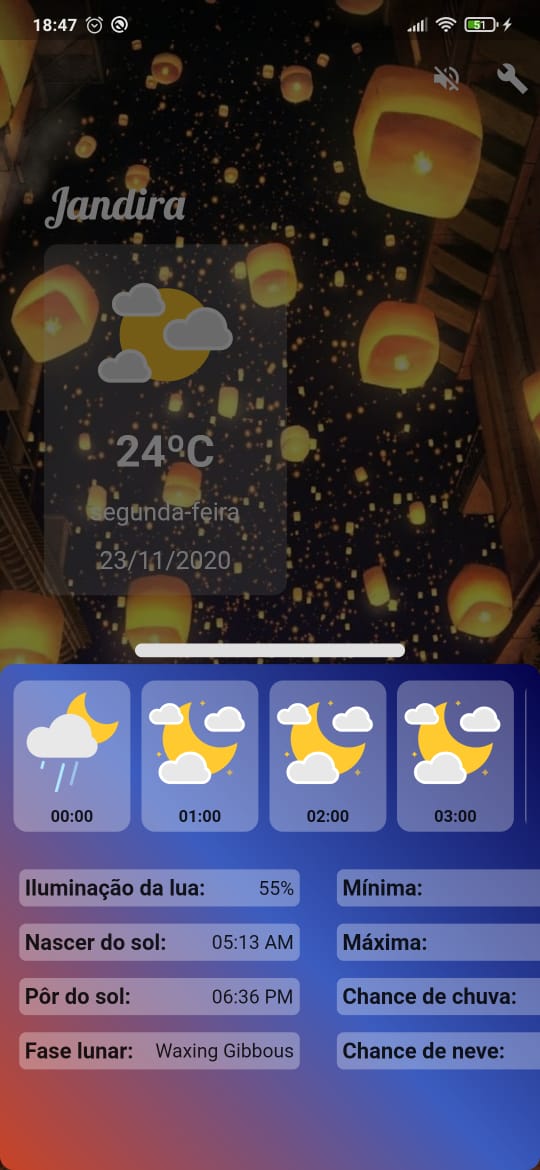 18:47
51
Jandira
24ºC
segunda-feira
23/11/2020
00:00 01:00 02:00 03:00
Iluminação da lua: 55% Mínima:
Nascer do sol: 05:13 AM Máxima:
Pôr do sol: 06:36 PM Chance de chuva:
Fase lunar: Waxing Gibbous Chance de neve: